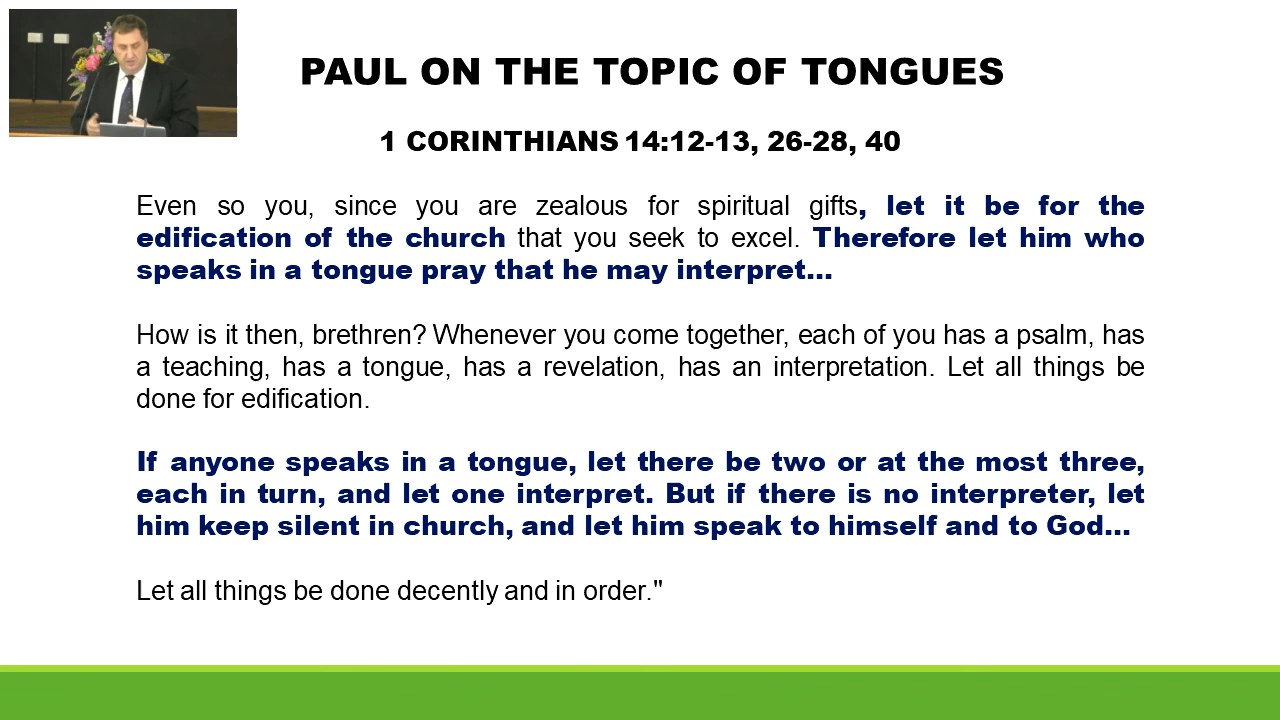 PAUL ON THE TOPIC OF TONGUES
1 CORINTHIANS 14:12-13, 26-28, 40
Even so you, since you are zealous for spiritual gifts, let it be for the
edification of the church that you seek to excel. Therefore let him who
speaks in a tongue pray that he may interpret...
How is it then, brethren? Whenever you come together, each of you has a psalm, has
a teaching, has a tongue, has a revelation, has an interpretation. Let all things be
done for edification.
If anyone speaks in a tongue, let there be two or at the most three,
each in turn, and let one interpret. But if there is no interpreter, let
him keep silent in church, and let him speak to himself and to God...
Let all things be done decently and in order."